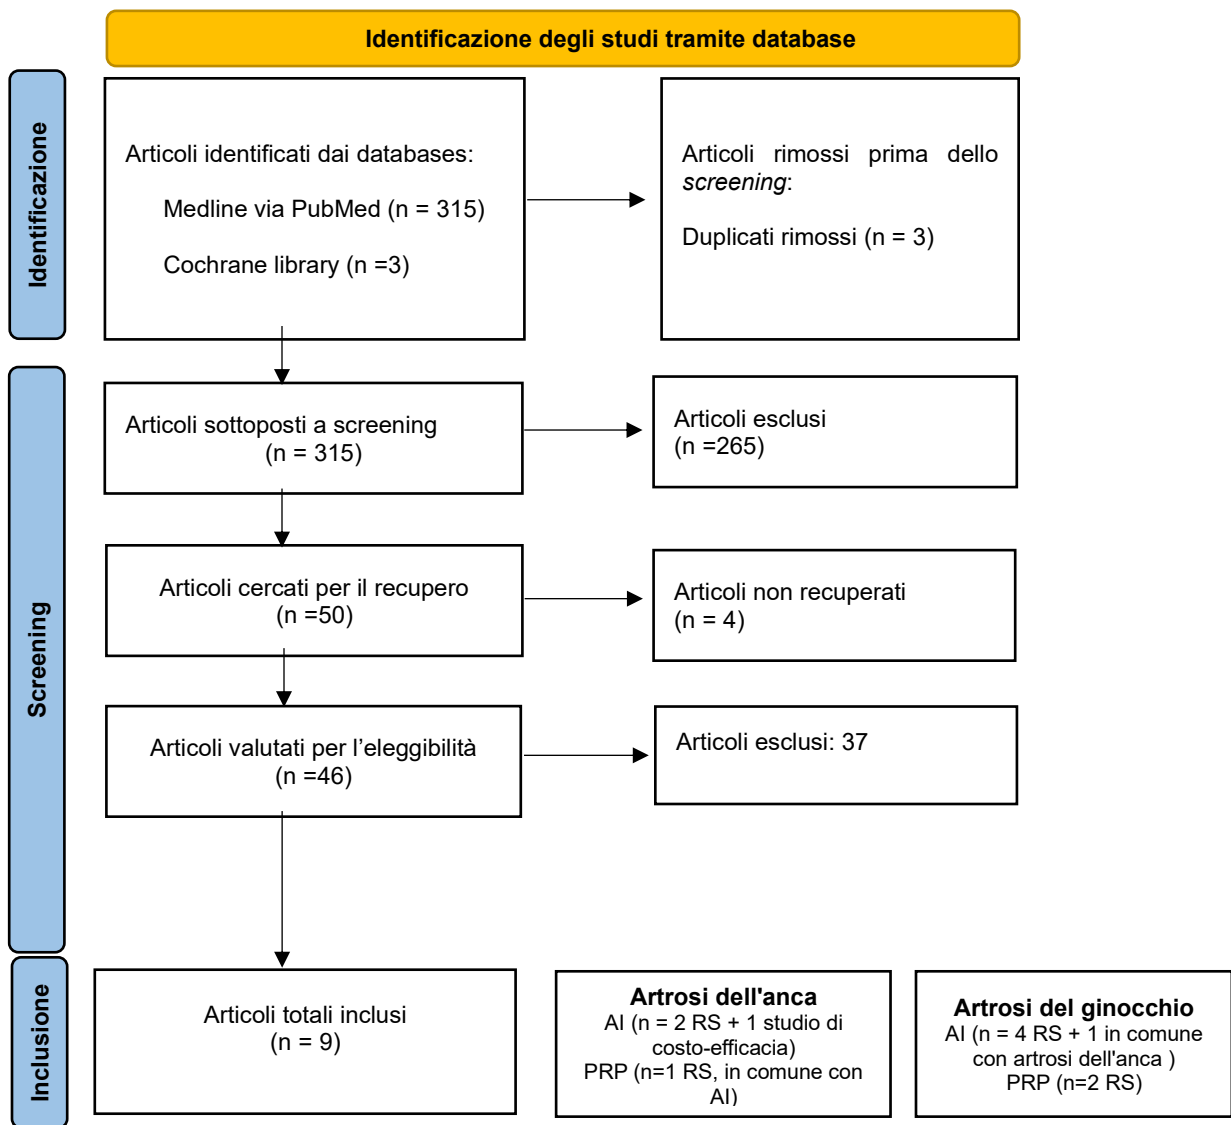 Identificazione degli studi tramite database
Identificazione
Articoli identificati dai databases:
Medline via PubMed (n = 315)
Cochrane library (n =3)
Articoli rimossi prima dello
screening:
Duplicati rimossi (n = 3)
Screening
Articoli sottoposti a screening
(n = 315)
Articoli esclusi
(n =265)
Articoli cercati per il recupero
(n =50)
Articoli non recuperati
(n = 4)
Articoli valutati per l’eleggibilità
(n =46)
Articoli esclusi: 37
Inclusione
Articoli totali inclusi
(n = 9)
Artrosi dell'anca
AI (n = 2 RS + 1 studio di
costo-efficacia)
PRP (n=1 RS, in comune con
AI)
Artrosi del ginocchio
AI (n = 4 RS + 1 in comune
con artrosi dell'anca )
PRP (n=2 RS)